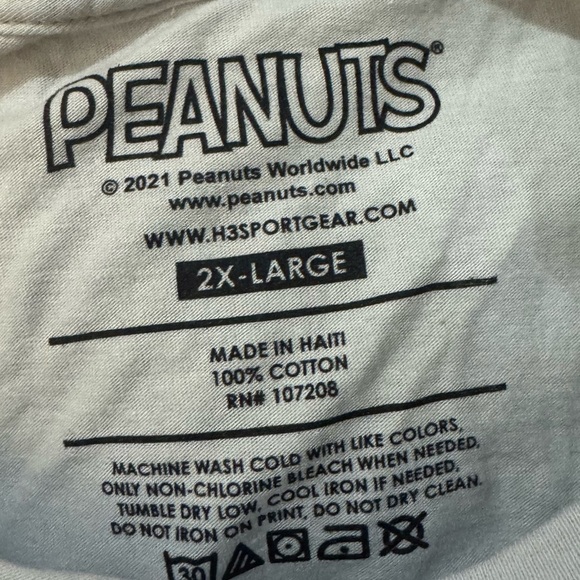 PEANUTS®
© 2021 Peanuts Worldwide LLC
www.peanuts.com
WWW.H3SPORTGEAR.COM
2X-LARGE
MADE IN HAITI
100% COTTON
RN# 107208
MACHINE WASH COLD WITH LIKE COLORS,
ONLY NON-CHLORINE BLEACH WHEN NEEDED,
TUMBLE DRY LOW, COOL IRON IF NEEDED,
DO NOT IRON ON PRINT, DO NOT DRY CLEAN.
30